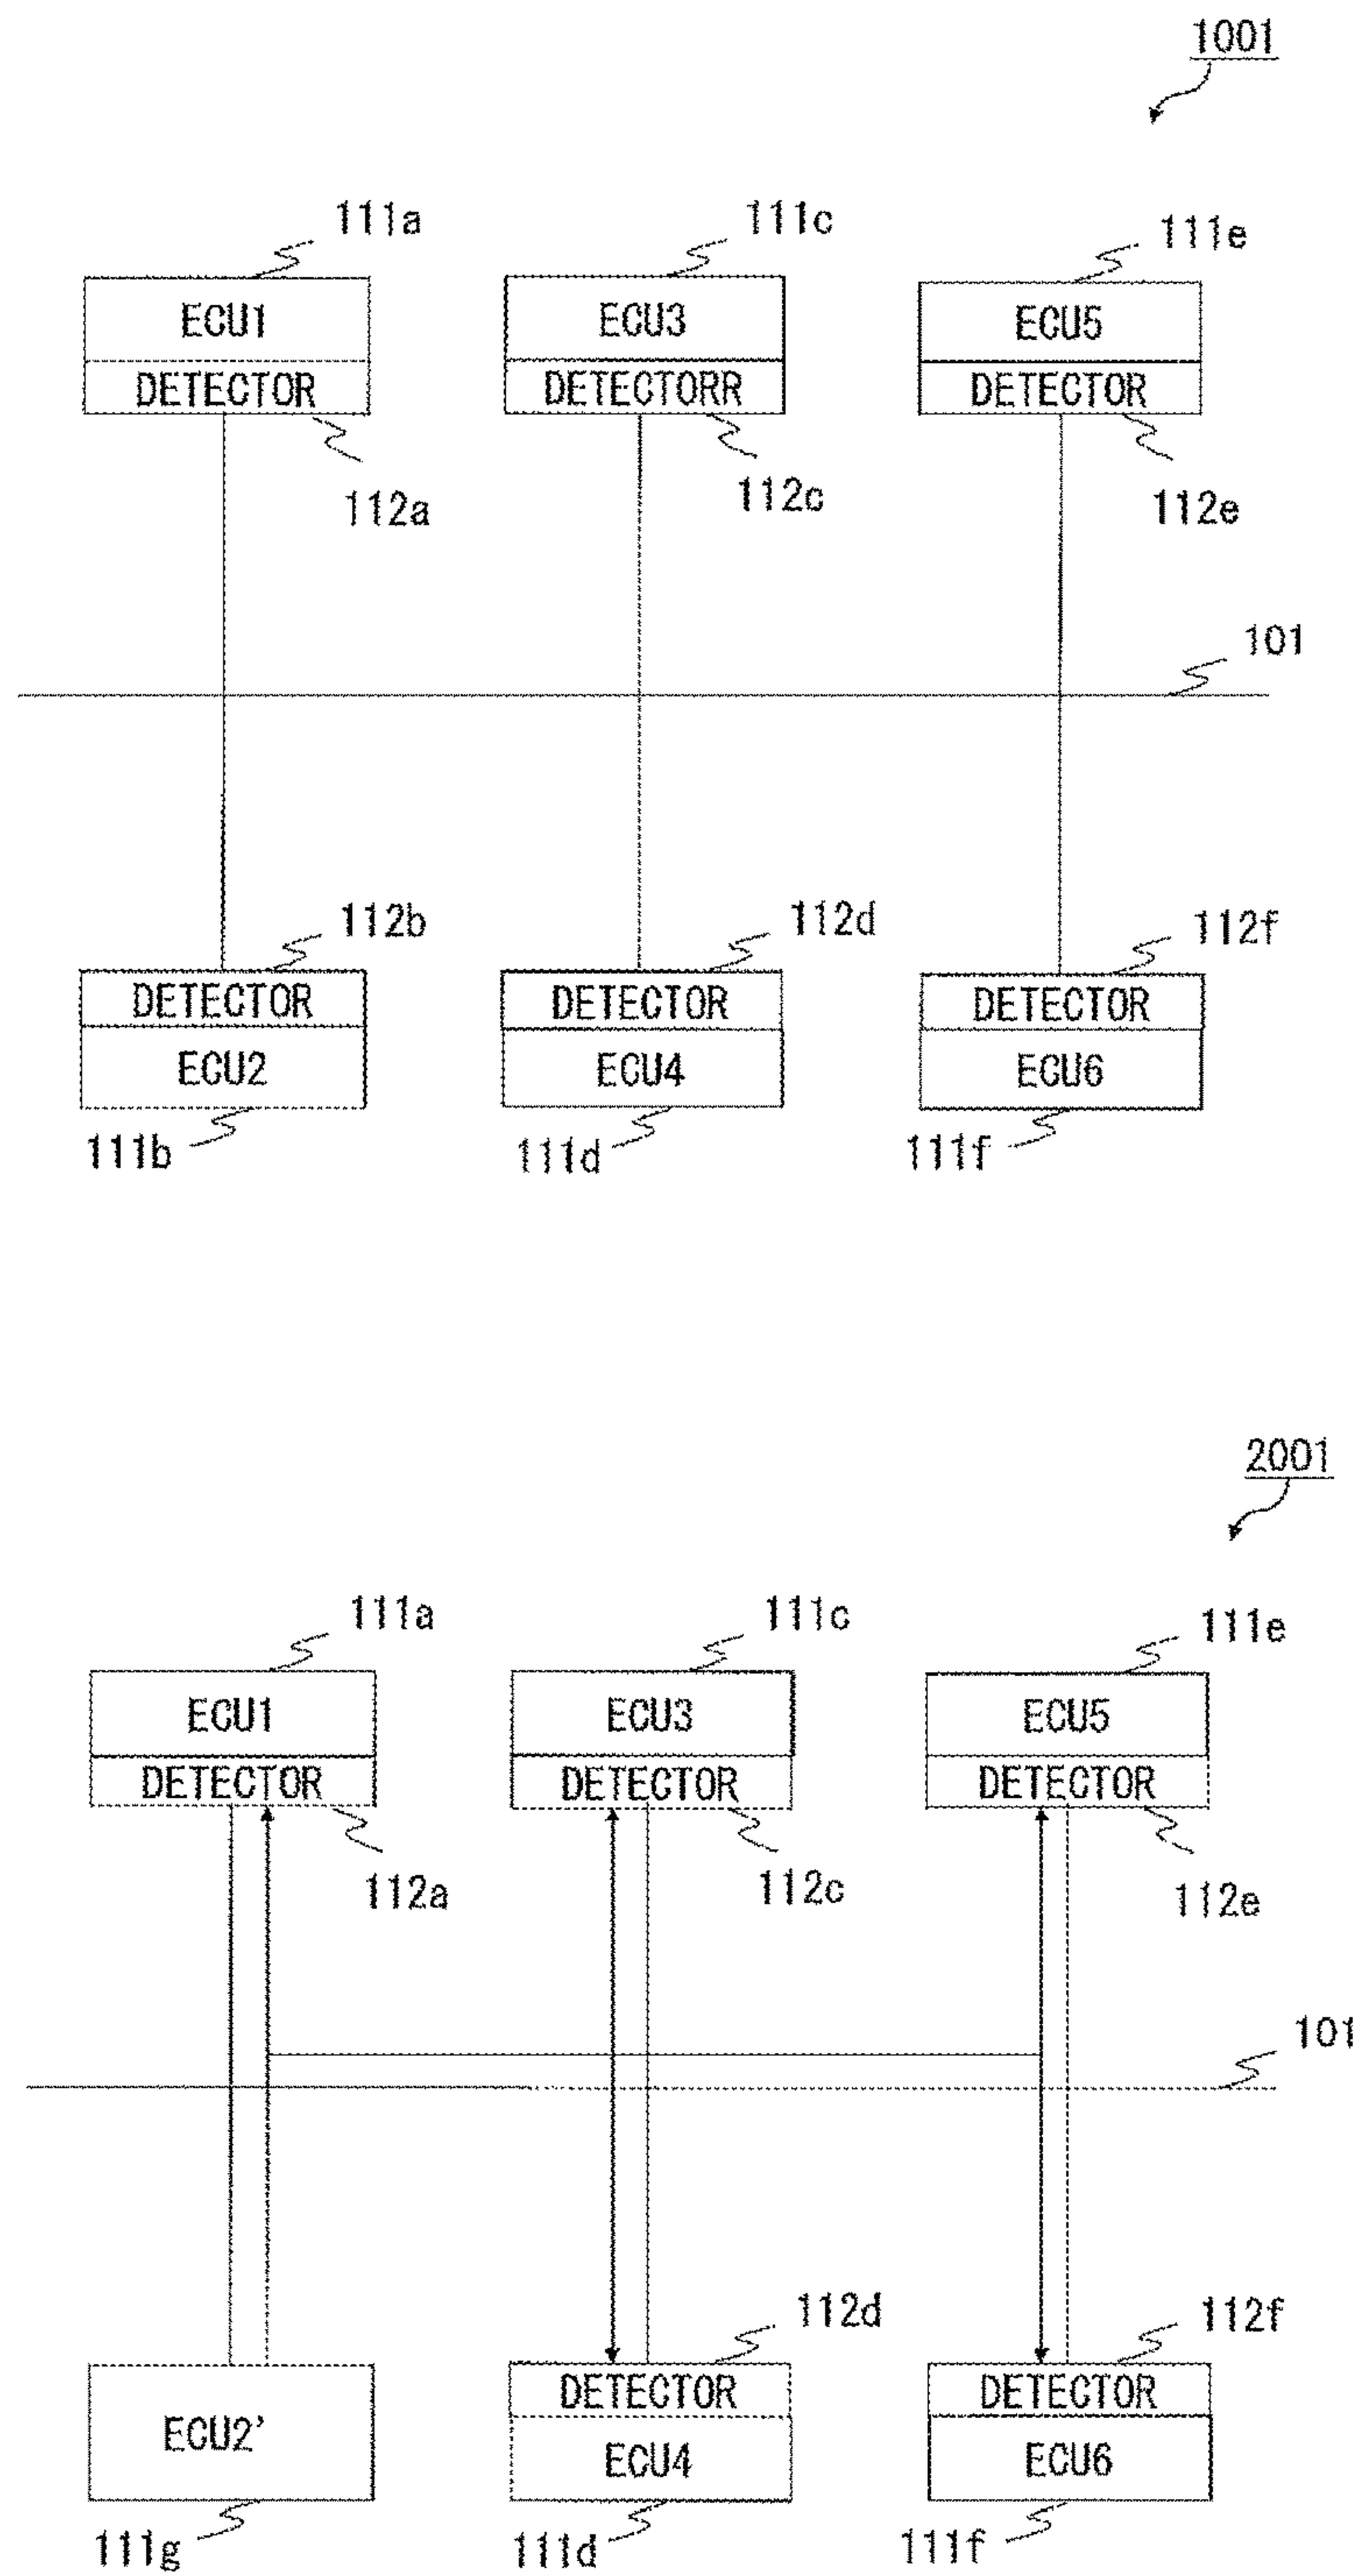 1001
111a 111c 111e
ECU1 ECU3 ECU5
DETECTOR DETECTORR DETECTOR
112a 112c 112e
101
112b 112d 112f
DETECTOR DETECTOR DETECTOR
ECU2 ECU4 ECU6
111b 111d 111f
2001
111a 111c 111e
ECU1 ECU3 ECU5
DETECTOR DETECTOR DETECTOR
112a 112c 112e
101
112d 112f
DETECTOR DETECTOR
ECU2' ECU4 ECU6
111g 111d 111f